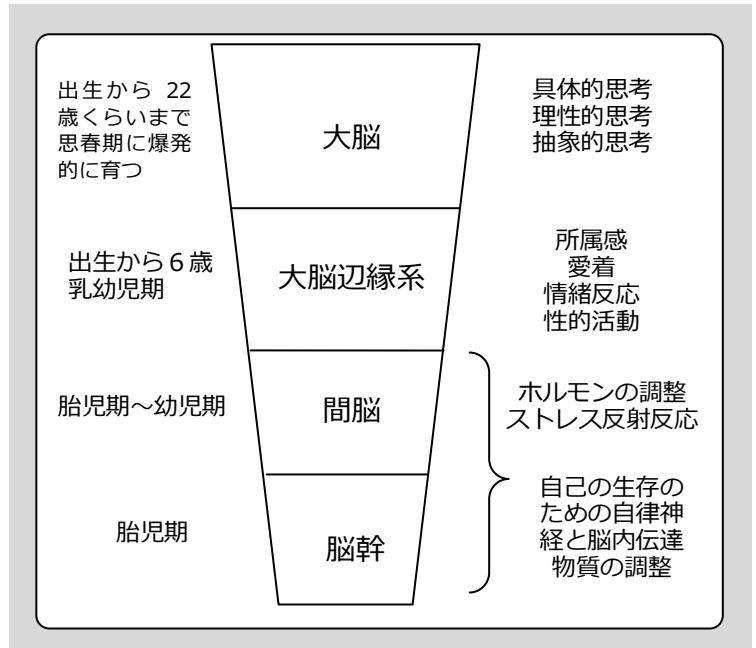 出生から 22
歳くらいまで
思春期に爆発
的に育つ
大脳
具体的思考
理性的思考
抽象的思考
出生から６歳
乳幼児期
大脳辺縁系
所属感
愛着
情緒反応
性的活動
胎児期～幼児期
間脳
ホルモンの調整
ストレス反射反応
胎児期
脳幹
自己の生存の
ための自律神
経と脳内伝達
物質の調整